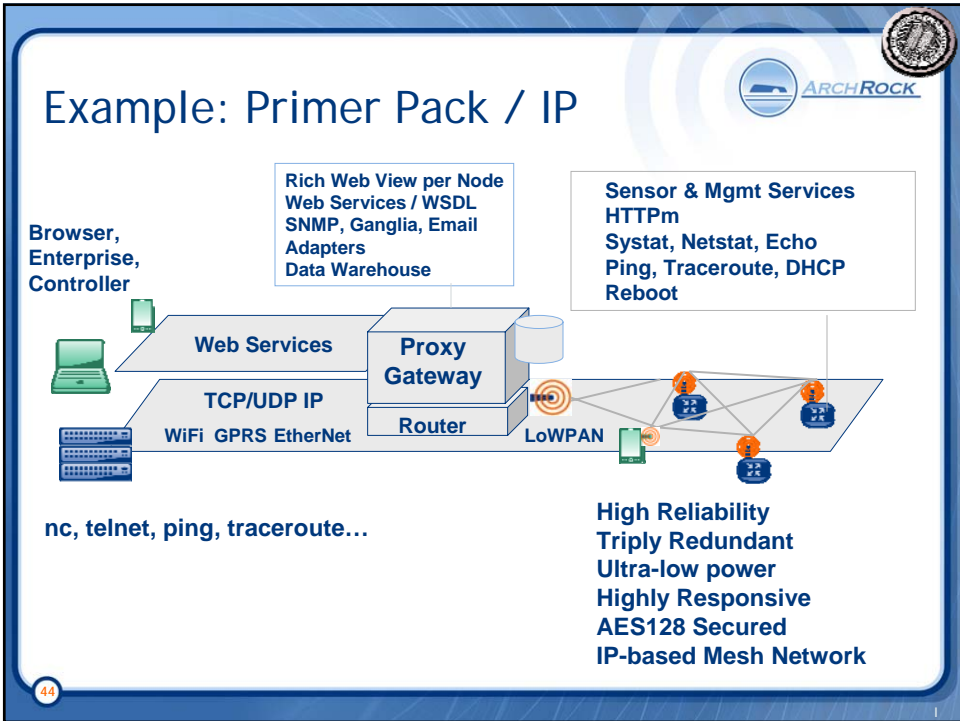 ARCHROCK
Example: Primer Pack / IP
Rich Web View per Node
Web Services / WSDL
SNMP, Ganglia, Email
Adapters
Data Warehouse
Sensor & Mgmt Services
HTTPm
Systat, Netstat, Echo
Ping, Traceroute, DHCP
Reboot
Browser,
Enterprise,
Controller
Web Services
Proxy
Gateway
TCP/UDP IP
WiFi GPRS EtherNet
Router
LoWPAN
nc, telnet, ping, traceroute…
High Reliability
Triply Redundant
Ultra-low power
Highly Responsive
AES128 Secured
IP-based Mesh Network
44